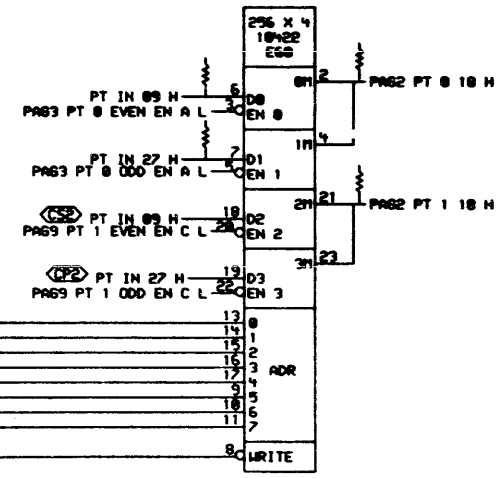 256 X 4
10422
E60
0M 2 PAG2 PT 0 18 H
PT IN 09 H 6 D0
PAG3 PT 0 EVEN EN A L 3 EN 0
1M 4
PT IN 27 H 7 D1
PAG3 PT 0 ODD EN A L 5 EN 1
2M 21 PAG2 PT 1 18 H
CS2 PT IN 09 H 18 D2
PAG9 PT 1 EVEN EN C L 20 EN 2
3M 23
CP2 PT IN 27 H 19 D3
PAG9 PT 1 ODD EN C L 22 EN 3
13 0
14 1
15 2
16 3
17 4 ADR
9 5
10 6
11 7
8 WRITE